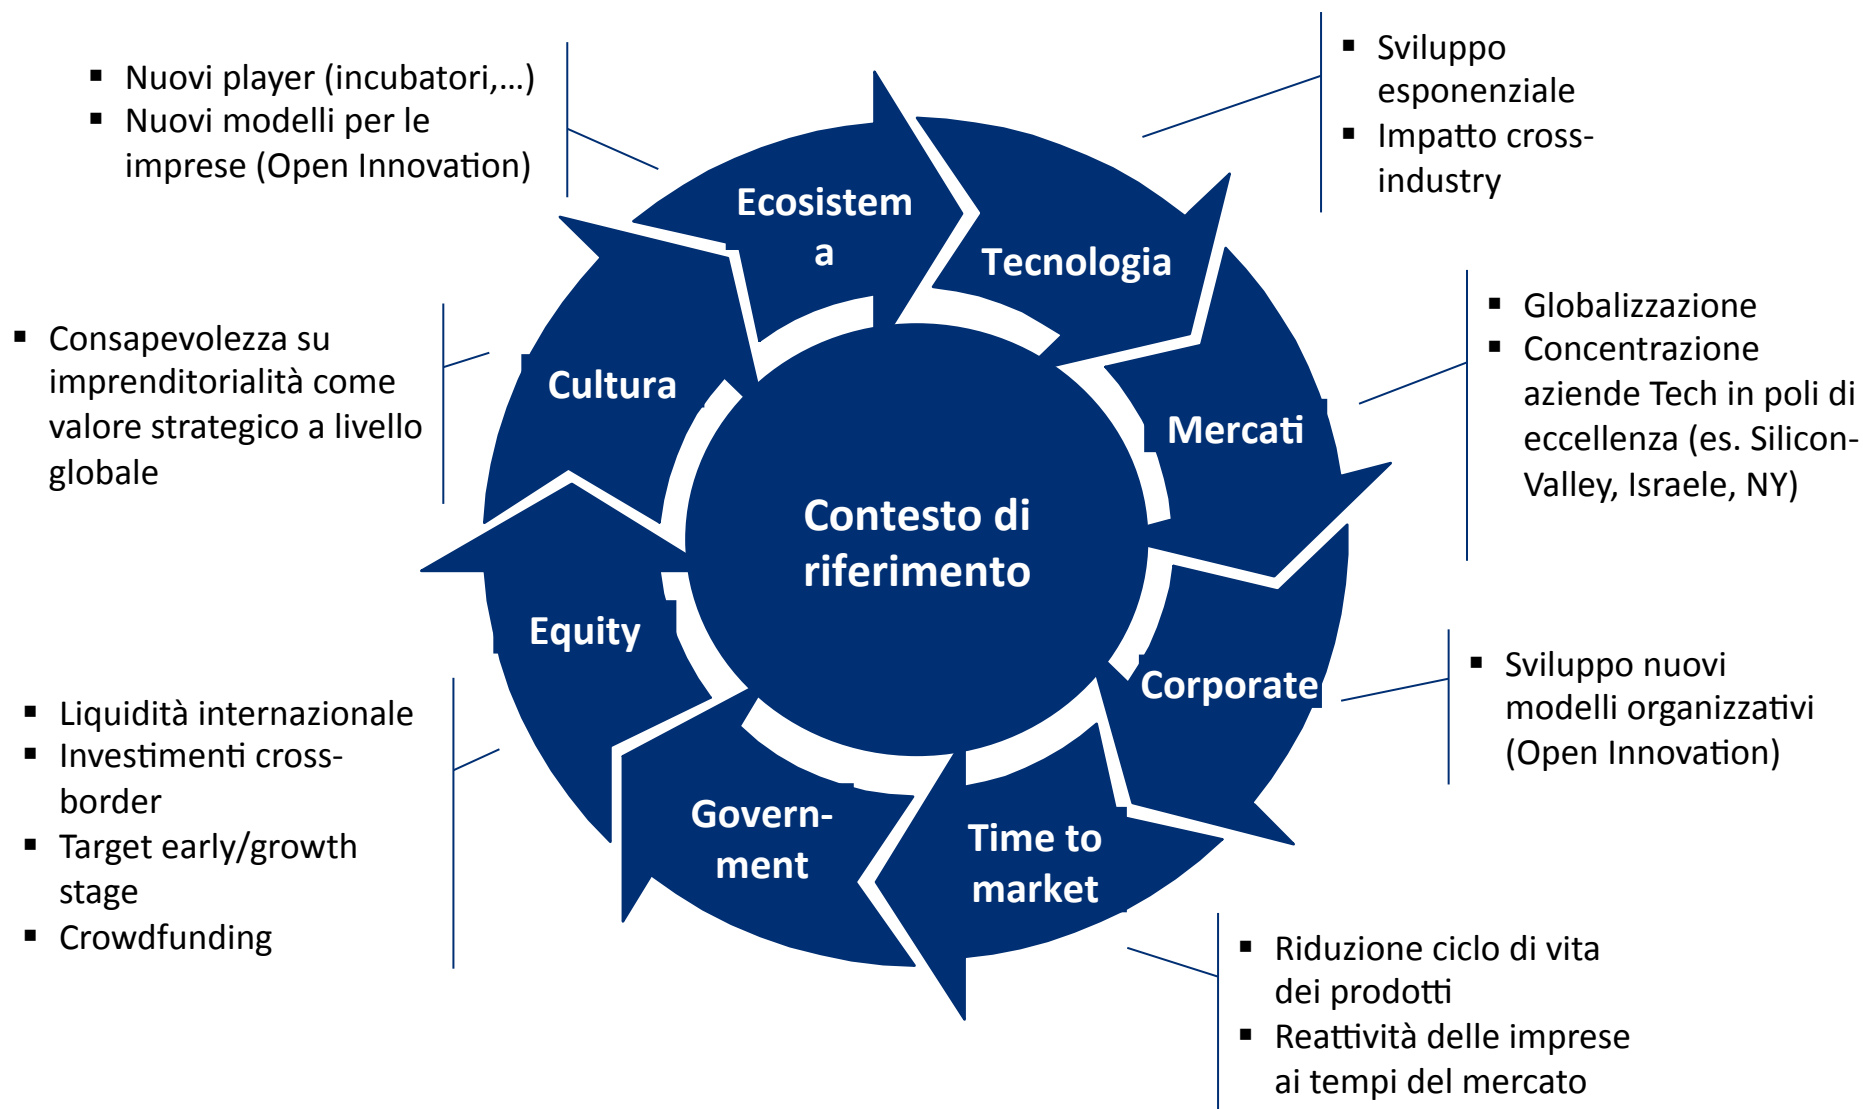 ▪ Nuovi player (incubatori,...)
▪ Nuovi modelli per le
imprese (Open Innovation)
▪ Sviluppo
esponenziale
▪ Impatto cross-
industry
Ecosistem
a
Tecnologia
▪ Globalizzazione
▪ Concentrazione
aziende Tech in poli di
eccellenza (es. Silicon-
Valley, Israele, NY)
▪ Consapevolezza su
imprenditorialità come
valore strategico a livello
globale
Cultura
Mercati
Contesto di
riferimento
Equity
Corporate
▪ Sviluppo nuovi
modelli organizzativi
(Open Innovation)
▪ Liquidità internazionale
▪ Investimenti cross-
border
▪ Target early/growth
stage
▪ Crowdfunding
Govern-
ment
Time to
market
▪ Riduzione ciclo di vita
dei prodotti
▪ Reattività delle imprese
ai tempi del mercato